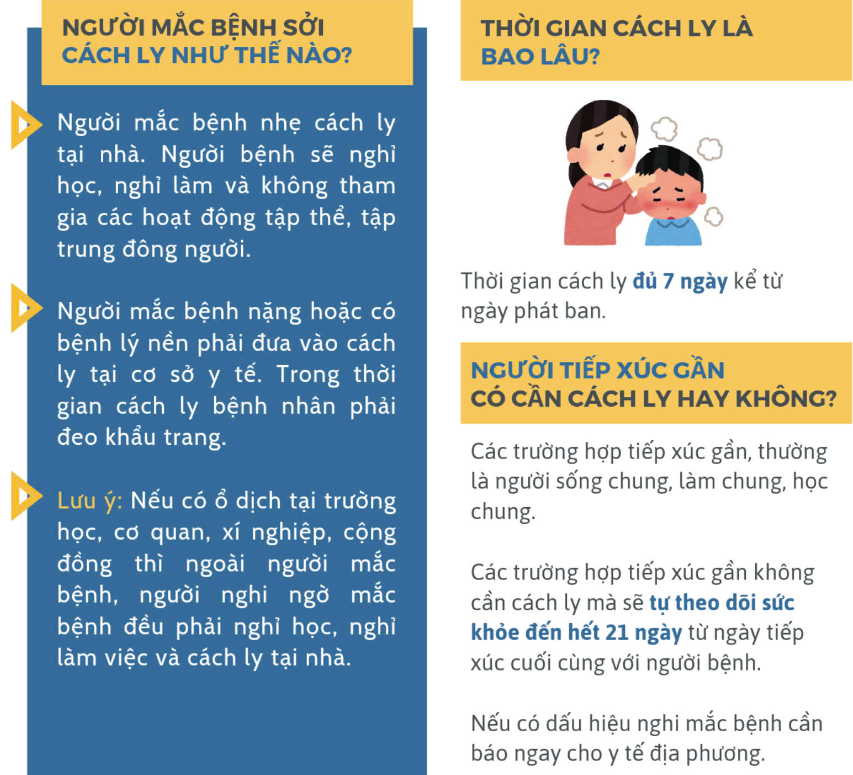 NGƯỜI MẮC BỆNH SỞI
CÁCH LY NHƯ THẾ NÀO?
Người mắc bệnh nhẹ cách ly
tại nhà. Người bệnh sẽ nghỉ
học, nghỉ làm và không tham
gia các hoạt động tập thể, tập
trung đông người.
Người mắc bệnh nặng hoặc có
bệnh lý nền phải đưa vào cách
ly tại cơ sở y tế. Trong thời
gian cách ly bệnh nhân phải
đeo khẩu trang.
Lưu ý: Nếu có ổ dịch tại trường
học, cơ quan, xí nghiệp, cộng
đồng thì ngoài người mắc
bệnh, người nghi ngờ mắc
bệnh đều phải nghỉ học, nghỉ
làm việc và cách ly tại nhà.
THỜI GIAN CÁCH LY LÀ
BAO LÂU?
Thời gian cách ly đủ 7 ngày kể từ
ngày phát ban.
NGƯỜI TIẾP XÚC GẦN
CÓ CẦN CÁCH LY HAY KHÔNG?
Các trường hợp tiếp xúc gần, thường
là người sống chung, làm chung, học
chung.
Các trường hợp tiếp xúc gần không
cần cách ly mà sẽ tự theo dõi sức
khỏe đến hết 21 ngày từ ngày tiếp
xúc cuối cùng với người bệnh.
Nếu có dấu hiệu nghi mắc bệnh cần
báo ngay cho y tế địa phương.